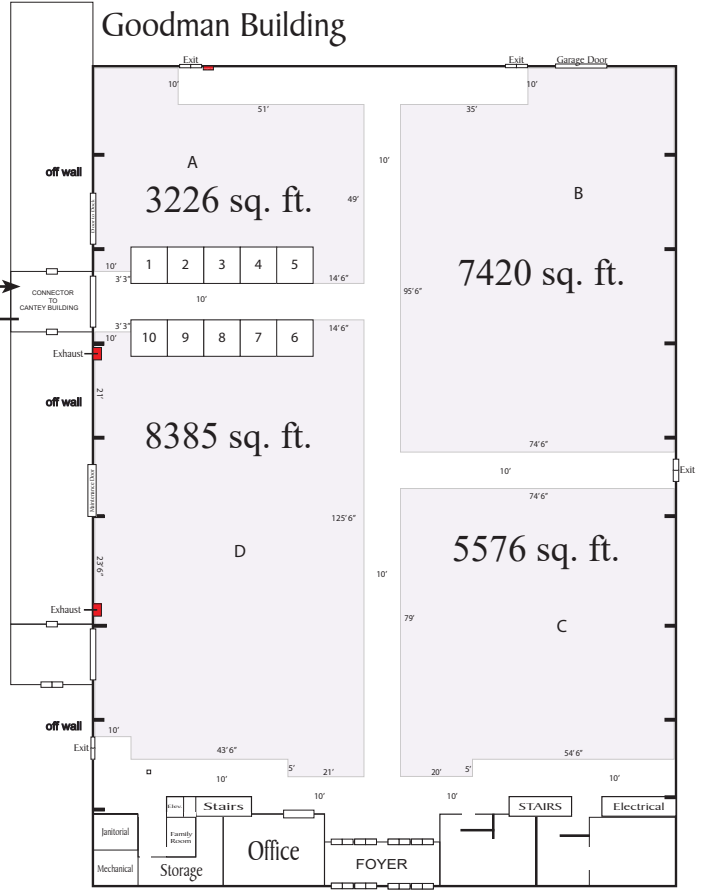 Goodman Building
Exit
Exit
Garage Door
10'
10'
51'
35'
10'
A
off wall
B
3226 sq. ft.
49'
7420 sq. ft.
10'
1 2 3 4 5
3'3"
14'6"
95'6"
CONNECTOR
TO
CANTEY BUILDING
10'
3'3"
14'6"
10'
10 9 8 7 6
Exhaust
21'
off wall
8385 sq. ft.
74'6"
Maintenance Door
10'
Exit
74'6"
125'6"
5576 sq. ft.
D
23'6"
10'
Exhaust
79'
C
off wall
10'
Exit
43'6"
54'6"
5'
21'
20'
5'
10'
10'
10'
10'
Elev.
Stairs
STAIRS
Electrical
Janitorial
Family
Room
Office
FOYER
Mechanical
Storage